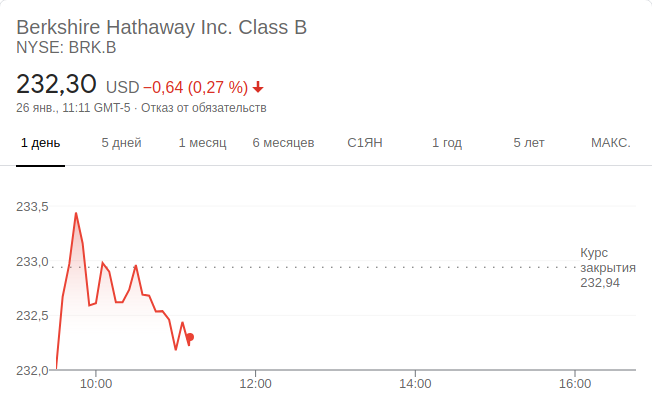 Berkshire Hathaway Inc. Class B
NYSE: BRK.B
232,30 USD −0,64 (0,27 %)
26 янв., 11:11 GMT-5 · Отказ от обязательств
1 день 5 дней 1 месяц 6 месяцев С1ЯН 1 год 5 лет МАКС.
233,5
233,0
232,5
232,0
Курс
закрытия
232,94
10:00 12:00 14:00 16:00